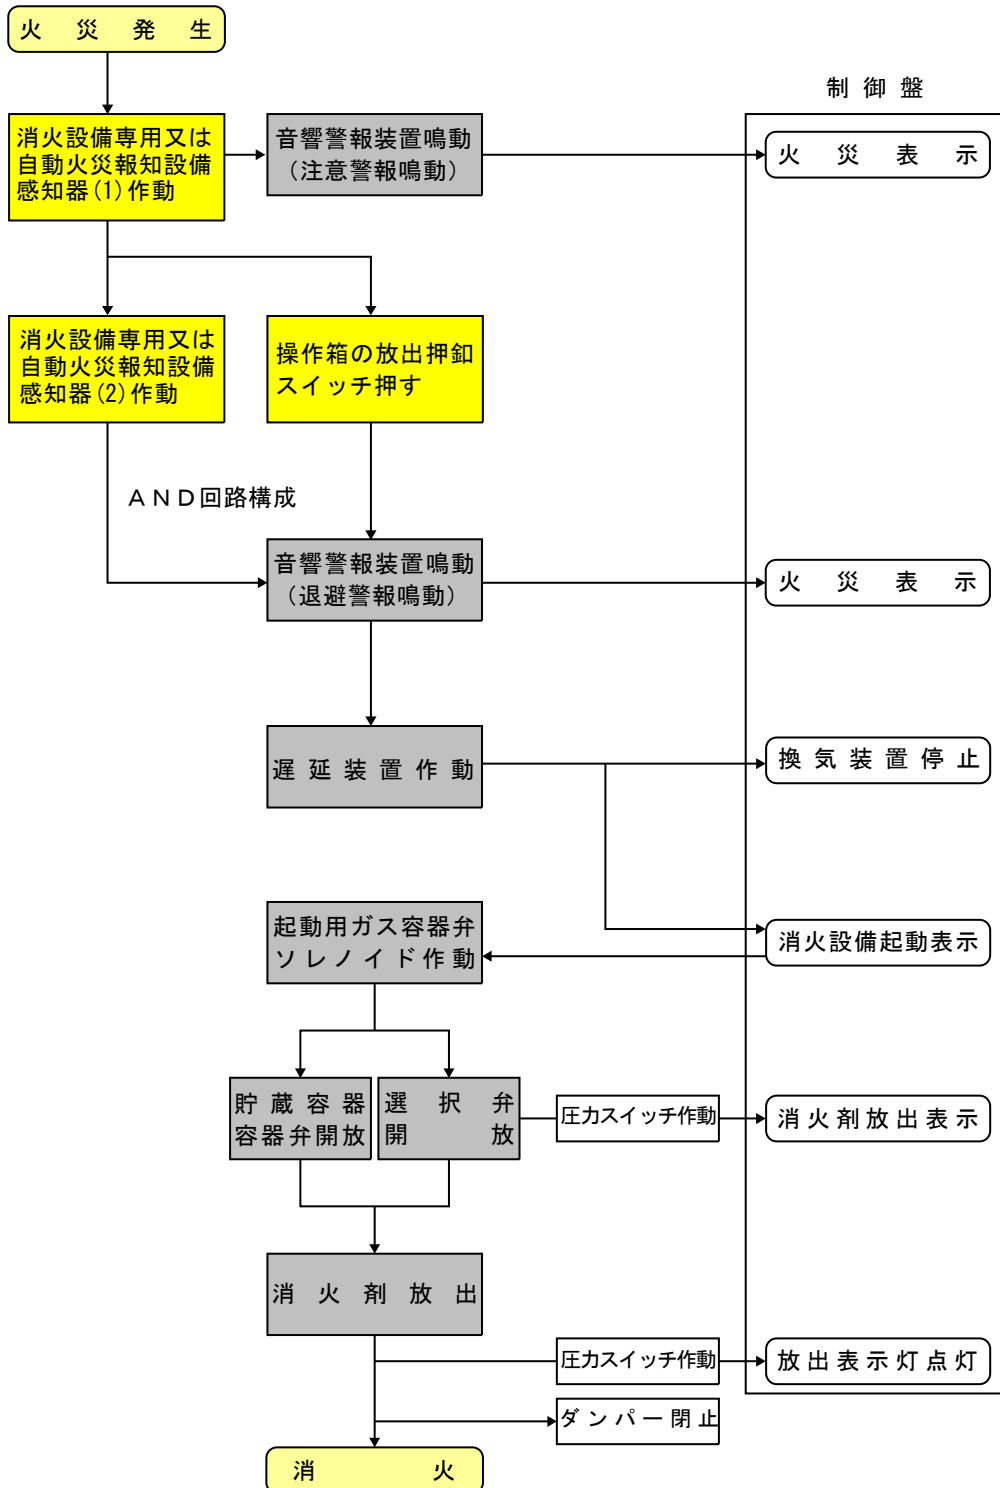 火災発生
制御盤
消火設備専用又は
自動火災報知設備
感知器(1)作動
音響警報装置鳴動
(注意警報鳴動)
火災表示
消火設備専用又は
自動火災報知設備
感知器(2)作動
操作箱の放出押釦
スイッチ押す
AND回路構成
音響警報装置鳴動
(退避警報鳴動)
火災表示
遅延装置作動
換気装置停止
起動用ガス容器弁
ソレノイド作動
消火設備起動表示
貯蔵容器
容器弁開放
選択弁
開放
圧力スイッチ作動
消火剤放出表示
消火剤放出
圧力スイッチ作動
放出表示灯点灯
ダンパー閉止
消火